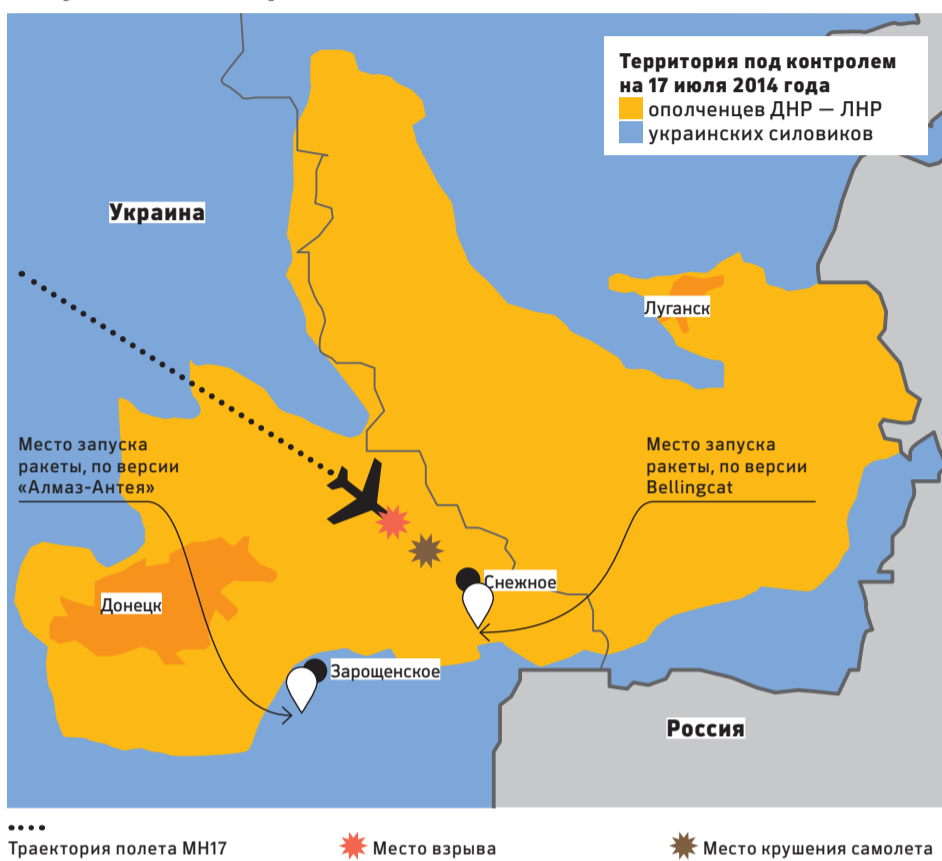 Территория под контролем
на 17 июля 2014 года
ополченцев ДНР — ЛНР
украинских силовиков
Украина
Луганск
Место запуска
ракеты, по версии
«Алмаз-Антея»
Место запуска
ракеты, по версии
Bellingcat
Снежное
Донецк
Зарощенское
Россия
Траектория полета МН17
Место взрыва
Место крушения самолета